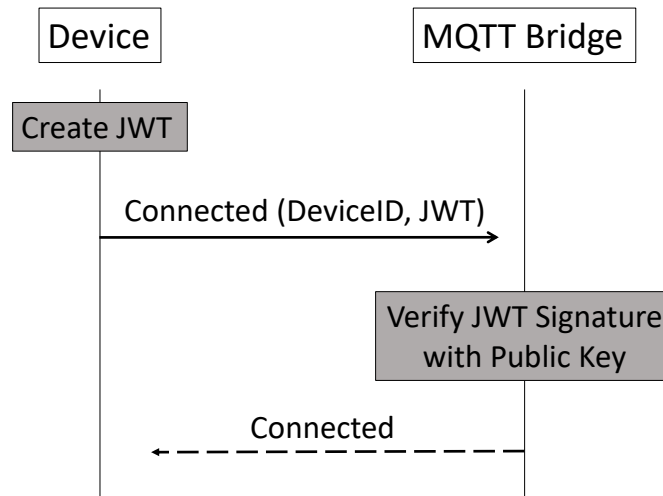 Device
MQTT Bridge
Create JWT
Connected (DeviceID, JWT)
Verify JWT Signature
with Public Key
Connected